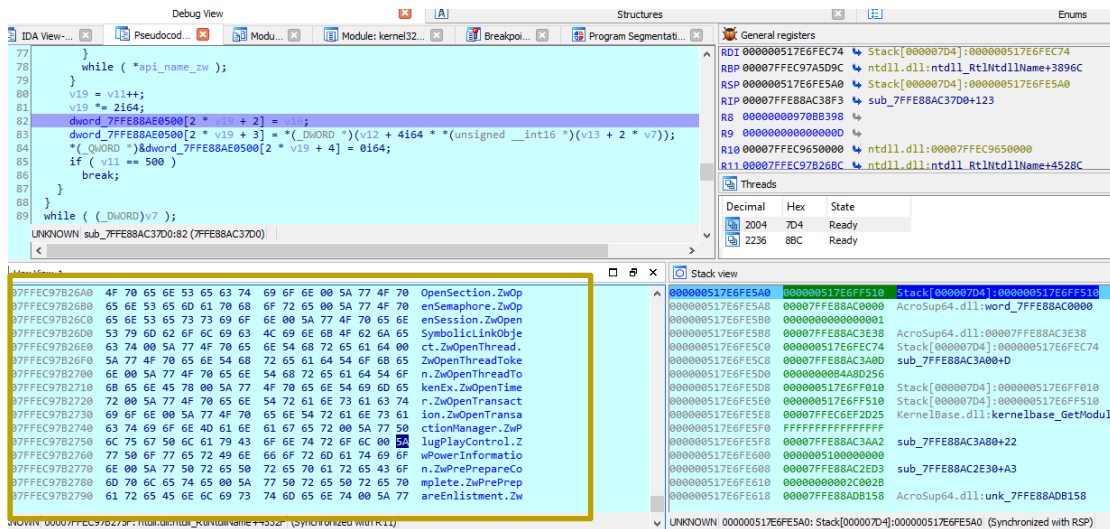 Debug View
Structures
Enums
IDA View-...
Pseudocod...
Modu...
Module: kernel32...
Breakpoi...
Program Segmentati...
General registers
77 }
78 while ( *api_name_zw );
79 }
80 v19 = v11++;
81 v19 *= 2i64;
82 dword_7FFE88AE0500[2 * v19 + 2] = v16;
83 dword_7FFE88AE0500[2 * v19 + 3] = *(_DWORD *)(v12 + 4i64 * *(unsigned __int16 *)(v13 + 2 * v7));
84 *(_QWORD *)&dword_7FFE88AE0500[2 * v19 + 4] = 0i64;
85 if ( v11 == 500 )
86 break;
87 }
88 }
89 while ( (_DWORD)v7 );
UNKNOWN sub_7FFE88AC37D0:82 (7FFE88AC37D0)
RDI 000000517E6FEC74 Stack[000007D4]:000000517E6FEC74
RBP 00007FFEC97A5D9C ntdll.dll:ntdll_RtlNtdllName+3896C
RSP 000000517E6FE5A0 Stack[000007D4]:000000517E6FE5A0
RIP 00007FFE88AC38F3 sub_7FFE88AC37D0+123
R8 00000000970BB398
R9 000000000000000D
R10 00007FFEC9650000 ntdll.dll:00007FFEC9650000
R11 00007FFEC97B26BC ntdll.dll:ntdll_RtlNtdllName+4528C
Threads
Decimal Hex State
2004 7D4 Ready
2236 8BC Ready
07FFEC97B26A0 4F 70 65 6E 53 65 63 74 69 6F 6E 00 5A 77 4F 70 OpenSection.ZwOp
07FFEC97B26B0 65 6E 53 65 6D 61 70 68 6F 72 65 00 5A 77 4F 70 enSemaphore.ZwOp
07FFEC97B26C0 65 6E 53 65 73 73 69 6F 6E 00 5A 77 4F 70 65 6E enSession.ZwOpen
07FFEC97B26D0 53 79 6D 62 6F 6C 69 63 4C 69 6E 6B 4F 62 6A 65 SymbolicLinkObje
07FFEC97B26E0 63 74 00 5A 77 4F 70 65 6E 54 68 72 65 61 64 00 ct.ZwOpenThread.
07FFEC97B26F0 5A 77 4F 70 65 6E 54 68 72 65 61 64 54 6F 6B 65 ZwOpenThreadToke
07FFEC97B2700 6E 00 5A 77 4F 70 65 6E 54 68 72 65 61 64 54 6F n.ZwOpenThreadTo
07FFEC97B2710 6B 65 6E 45 78 00 5A 77 4F 70 65 6E 54 69 6D 65 kenEx.ZwOpenTime
07FFEC97B2720 72 00 5A 77 4F 70 65 6E 54 72 61 6E 73 61 63 74 r.ZwOpenTransact
07FFEC97B2730 69 6F 6E 00 5A 77 4F 70 65 6E 54 72 61 6E 73 61 ion.ZwOpenTransa
07FFEC97B2740 63 74 69 6F 6E 4D 61 6E 61 67 65 72 00 5A 77 50 ctionManager.ZwP
07FFEC97B2750 6C 75 67 50 6C 61 79 43 6F 6E 74 72 6F 6C 00 5A lugPlayControl.Z
07FFEC97B2760 77 50 6F 77 65 72 49 6E 66 6F 72 6D 61 74 69 6F wPowerInformatio
07FFEC97B2770 6E 00 5A 77 50 72 65 50 72 65 70 61 72 65 43 6F n.ZwPrePrepareCo
07FFEC97B2780 6D 70 6C 65 74 65 00 5A 77 50 72 65 50 72 65 70 mplete.ZwPrePrep
07FFEC97B2790 61 72 65 45 6E 6C 69 73 74 6D 65 6E 74 00 5A 77 areEnlistment.Zw
Stack view
000000517E6FE5A0 000000517E6FF510 Stack[000007D4]:000000517E6FF510
000000517E6FE5A8 00007FFE88AC0000 AcroSup64.dll:word_7FFE88AC0000
000000517E6FE5B0 0000000000000001
000000517E6FE5B8 00007FFE88AC3E38 AcroSup64.dll:00007FFE88AC3E38
000000517E6FE5C0 000000517E6FEC74 Stack[000007D4]:000000517E6FEC74
000000517E6FE5C8 00007FFE88AC3A0D sub_7FFE88AC3A00+D
000000517E6FE5D0 00000000B4A8D256
000000517E6FE5D8 000000517E6FF010 Stack[000007D4]:000000517E6FF010
000000517E6FE5E0 000000517E6FF010 Stack[000007D4]:000000517E6FF010
000000517E6FE5E8 00007FFEC6EF2D25 KernelBase.dll:kernelbase_GetModul
000000517E6FE5F0 FFFFFFFFFFFFFFFF
000000517E6FE5F8 00007FFE88AC3AA2 sub_7FFE88AC3A80+22
000000517E6FE600 0000005100000000
000000517E6FE608 00007FFE88AC2ED3 sub_7FFE88AC2E30+A3
000000517E6FE610 00000000002C002B
000000517E6FE618 00007FFE88ADB158 AcroSup64.dll:unk_7FFE88ADB158
UNKNOWN 000000517E6FE5A0: Stack[000007D4]:000000517E6FE5A0 (Synchronized with RSP)